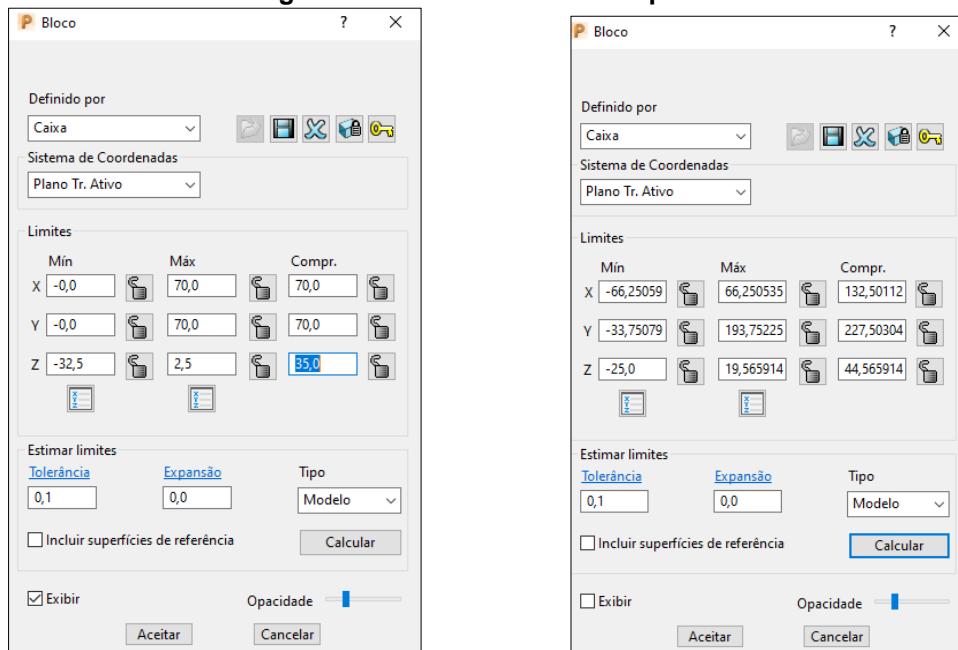 Bloco ? ×
Definido por
Caixa
Sistema de Coordenadas
Plano Tr. Ativo
Limites
Mín Máx Compr.
X -0,0 70,0 70,0
Y -0,0 70,0 70,0
Z -32,5 2,5 35,0
Estimar limites
Tolerância Expansão Tipo
0,1 0,0 Modelo
Incluir superfícies de referência Calcular
Exibir Opacidade
Aceitar Cancelar
Bloco ? ×
Definido por
Caixa
Sistema de Coordenadas
Plano Tr. Ativo
Limites
Mín Máx Compr.
X -66,25059 66,250535 132,50112
Y -33,75079 193,75225 227,50304
Z -25,0 19,565914 44,565914
Estimar limites
Tolerância Expansão Tipo
0,1 0,0 Modelo
Incluir superfícies de referência Calcular
Exibir Opacidade
Aceitar Cancelar